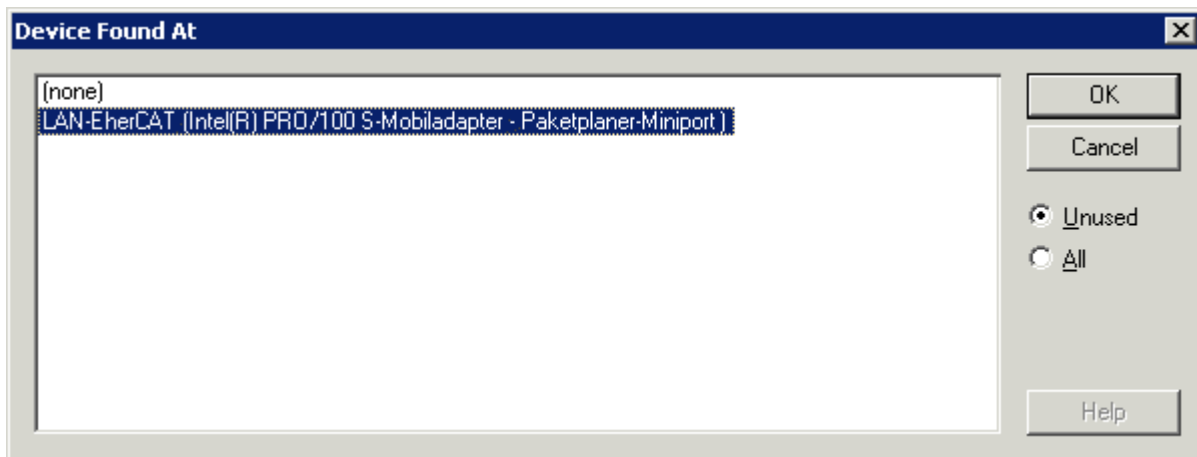 Device Found At
(none)
LAN-EherCAT (Intel(R) PRO/100 S-Mobiladapter - Paketplaner-Miniport )
OK
Cancel
Unused
All
Help